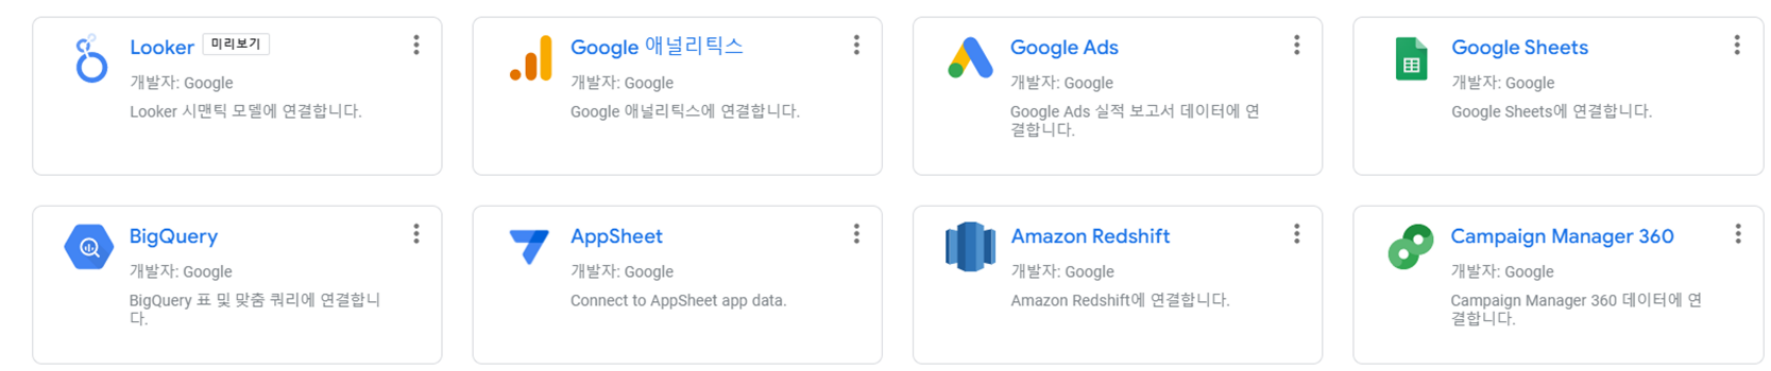 Looker 미리보기
개발자: Google
Looker 시맨틱 모델에 연결합니다.
Google 애널리틱스
개발자: Google
Google 애널리틱스에 연결합니다.
Google Ads
개발자: Google
Google Ads 실적 보고서 데이터에 연
결합니다.
Google Sheets
개발자: Google
Google Sheets에 연결합니다.
BigQuery
개발자: Google
BigQuery 표 및 맞춤 쿼리에 연결합니
다.
AppSheet
개발자: Google
Connect to AppSheet app data.
Amazon Redshift
개발자: Google
Amazon Redshift에 연결합니다.
Campaign Manager 360
개발자: Google
Campaign Manager 360 데이터에 연
결합니다.